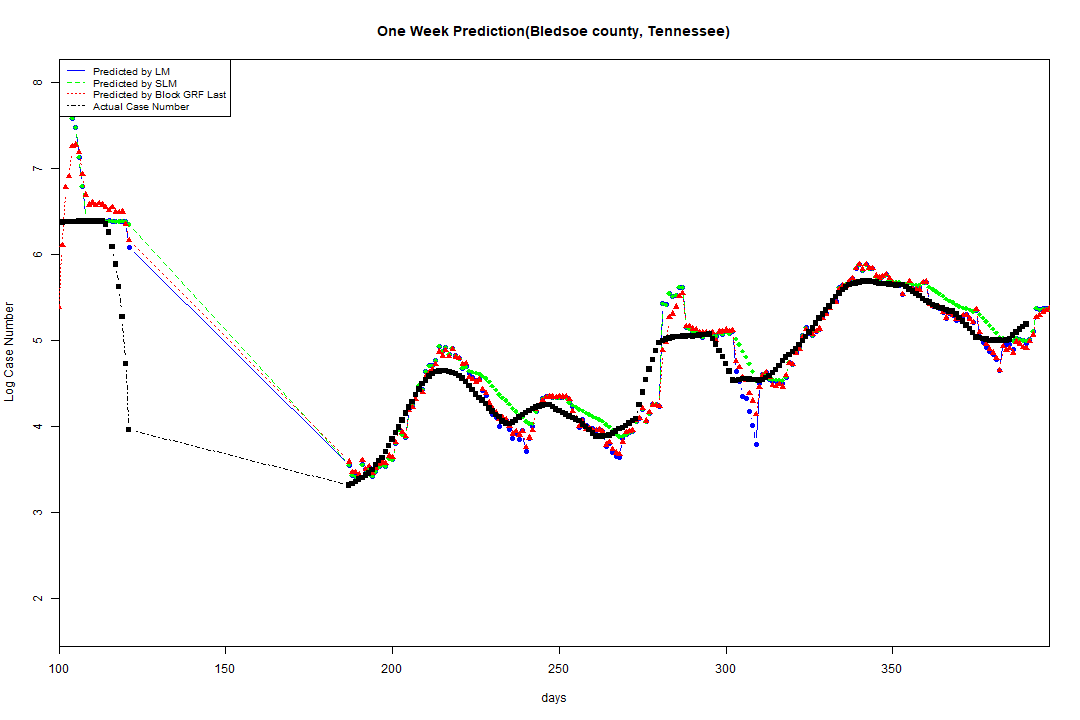 One Week Prediction(Bledsoe county, Tennessee)
Predicted by LM
Predicted by SLM
Predicted by Block GRF Last
Actual Case Number
8
7
6
5
4
3
2
Log Case Number
100 150 200 250 300 350
days